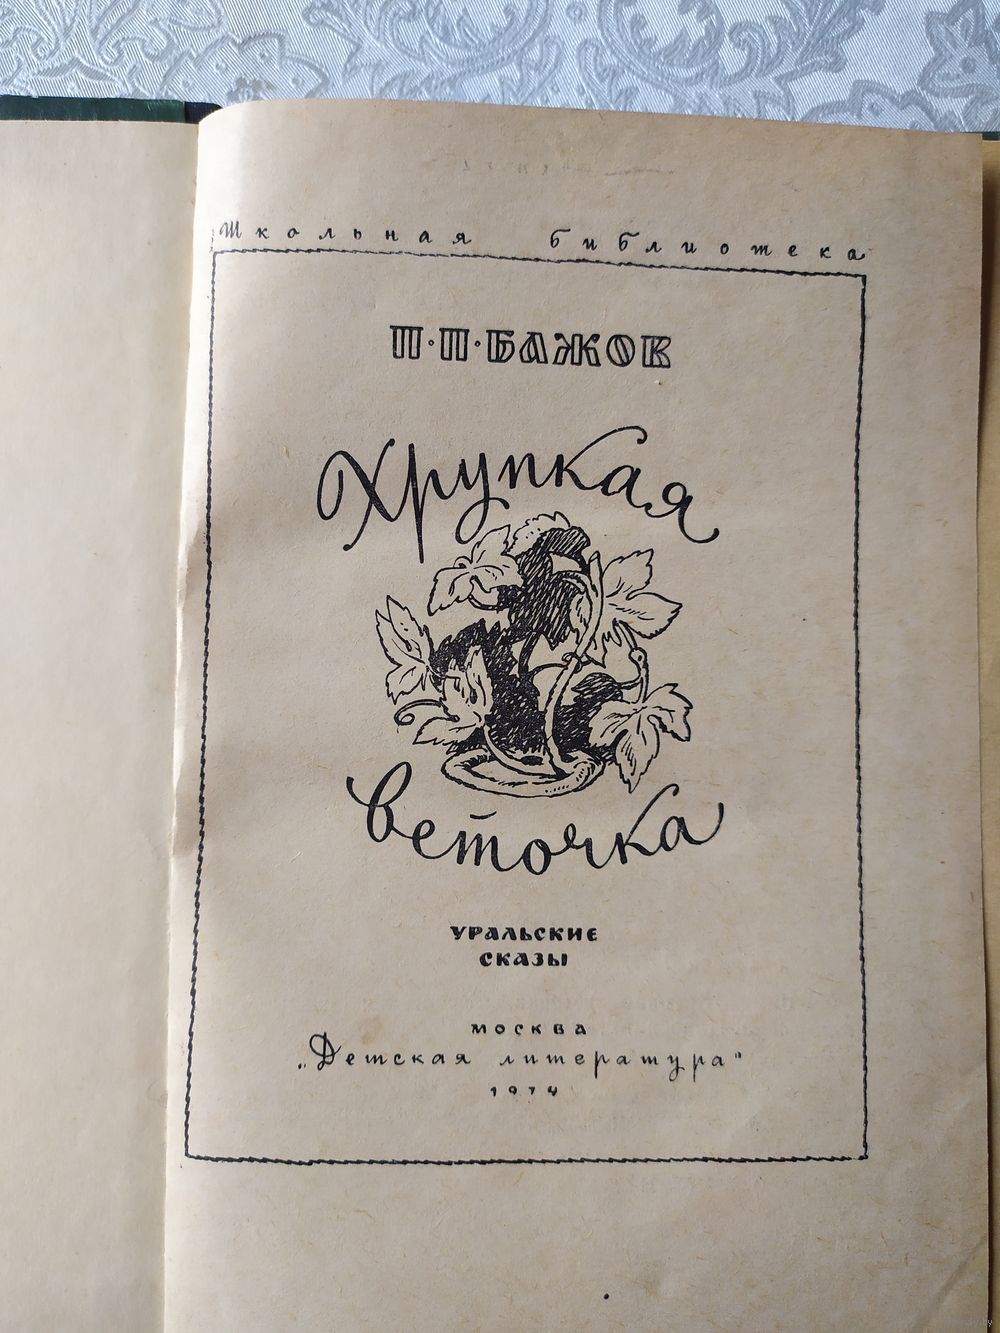 Школьная библиотека
П·П·БАЖОВ
Хрупкая
веточка
УРАЛЬСКИЕ
СКАЗЫ
МОСКВА
„Детская литература"
1974